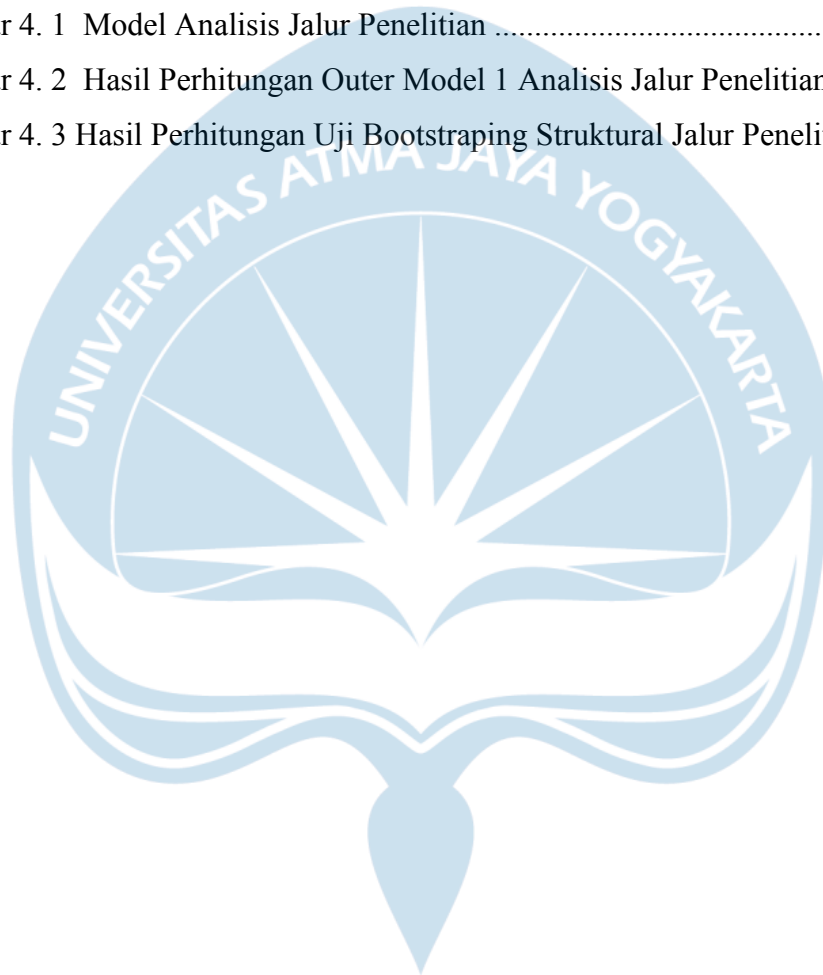 r 4. 1 Model Analisis Jalur Penelitian ........................................
r 4. 2 Hasil Perhitungan Outer Model 1 Analisis Jalur Penelitian
r 4. 3 Hasil Perhitungan Uji Bootstraping Struktural Jalur Peneli
UNIVERSITAS ATMA JAYA YOGYAKARTA